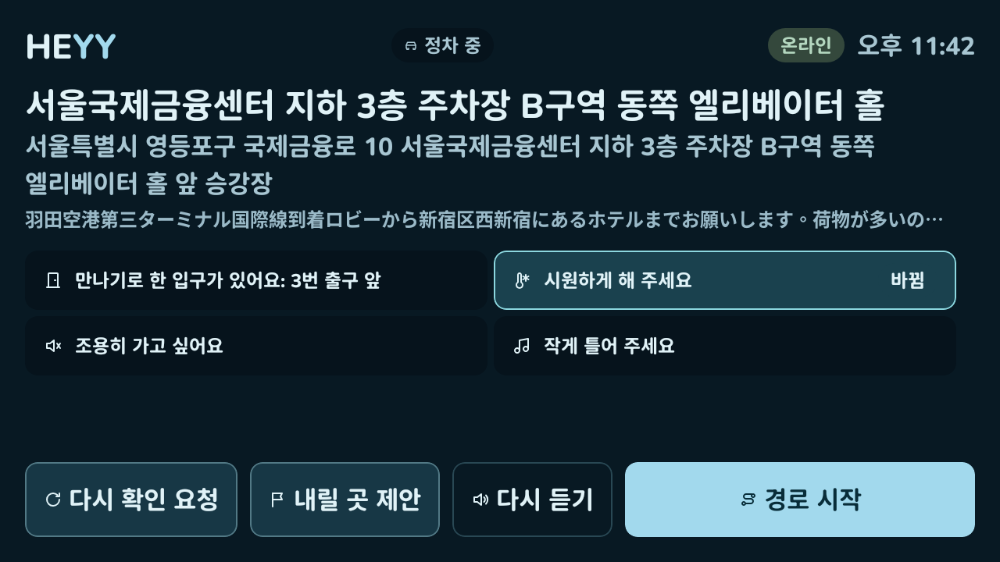 HEYY
정차 중
온라인
오후 11:42
서울국제금융센터 지하 3층 주차장 B구역 동쪽 엘리베이터 홀
서울특별시 영등포구 국제금융로 10 서울국제금융센터 지하 3층 주차장 B구역 동쪽
엘리베이터 홀 앞 승강장
羽田空港第三ターミナル国際線到着ロビーから新宿区西新宿にあるホテルまでお願いします。荷物が多いの…
만나기로 한 입구가 있어요: 3번 출구 앞
시원하게 해 주세요
바뀜
조용히 가고 싶어요
작게 틀어 주세요
다시 확인 요청
내릴 곳 제안
다시 듣기
경로 시작